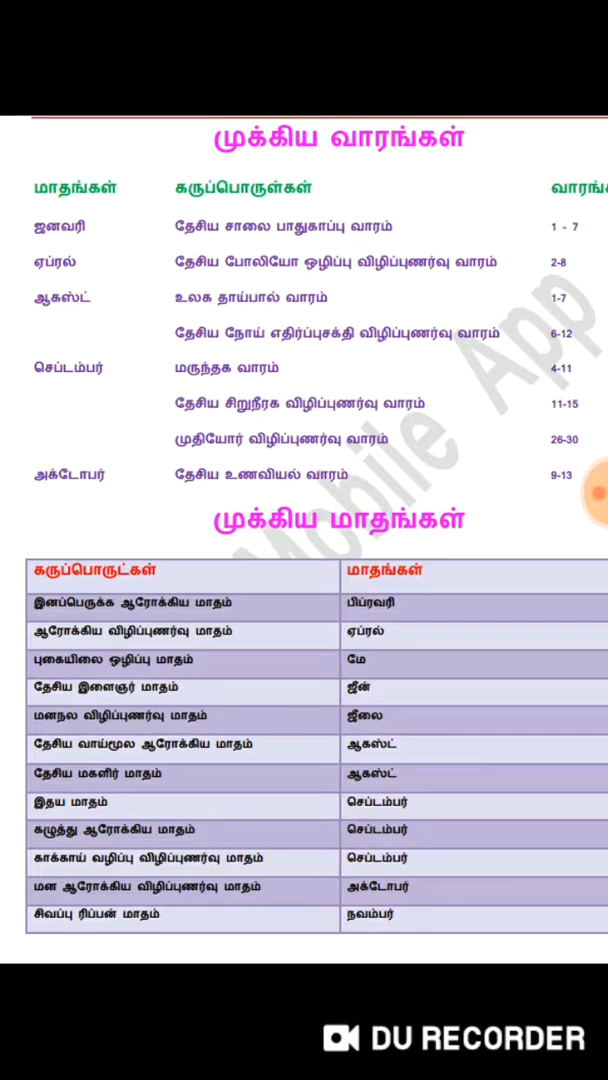 முக்கிய வாரங்கள்
மாதங்கள் கருப்பொருள்கள்
ஜனவரி தேசிய சாலை பாதுகாப்பு வாரம் 1 - 7
ஏப்ரல் தேசிய போலியோ ஒழிப்பு விழிப்புணர்வு வாரம் 2-8
ஆகஸ்ட் உலக தாய்பால் வாரம் 1-7
தேசிய நோய் எதிர்ப்புசக்தி விழிப்புணர்வு வாரம் 6-12
செப்டம்பர் மருந்தக வாரம் 4-11
தேசிய சிறுநீரக விழிப்புணர்வு வாரம் 11-15
முதியோர் விழிப்புணர்வு வாரம் 26-30
அக்டோபர் தேசிய உணவியல் வாரம் 9-13
Mobile App
முக்கிய மாதங்கள்
கருப்பொருட்கள் மாதங்கள்
இனப்பெருக்க ஆரோக்கிய மாதம் பிப்ரவரி
ஆரோக்கிய விழிப்புணர்வு மாதம் ஏப்ரல்
புகையிலை ஒழிப்பு மாதம் மே
தேசிய இளைஞர் மாதம் ஜீன்
மனநல விழிப்புணர்வு மாதம் ஜீலை
தேசிய வாய்மூல ஆரோக்கிய மாதம் ஆகஸ்ட்
தேசிய மகளிர் மாதம் ஆகஸ்ட்
இதய மாதம் செப்டம்பர்
கழுத்து ஆரோக்கிய மாதம் செப்டம்பர்
காக்காய் வழிப்பு விழிப்புணர்வு மாதம் செப்டம்பர்
மன ஆரோக்கிய விழிப்புணர்வு மாதம் அக்டோபர்
சிவப்பு ரிப்பன் மாதம் நவம்பர்
DU RECORDER